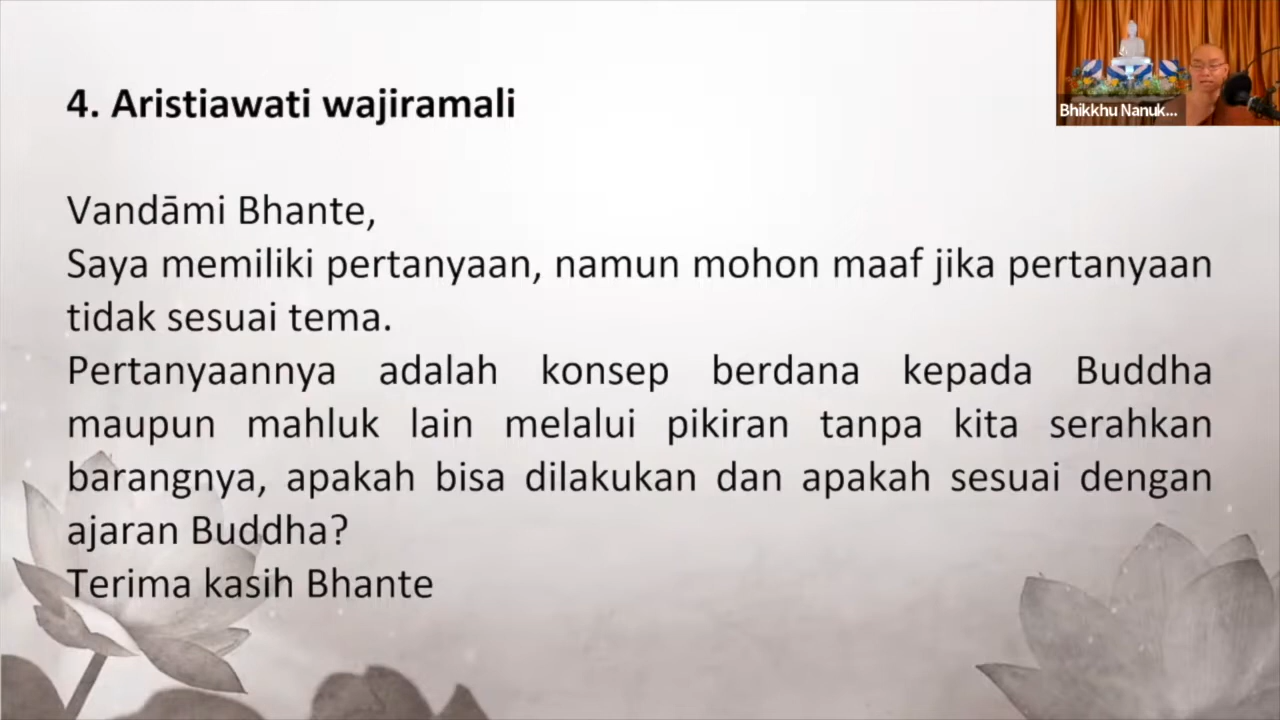 4. Aristiawati wajiramali
Bhikkhu Nanuk...
Vandāmi Bhante,
Saya memiliki pertanyaan, namun mohon maaf jika pertanyaan
tidak sesuai tema.
Pertanyaannya adalah konsep berdana kepada Buddha
maupun mahluk lain melalui pikiran tanpa kita serahkan
barangnya, apakah bisa dilakukan dan apakah sesuai dengan
ajaran Buddha?
Terima kasih Bhante